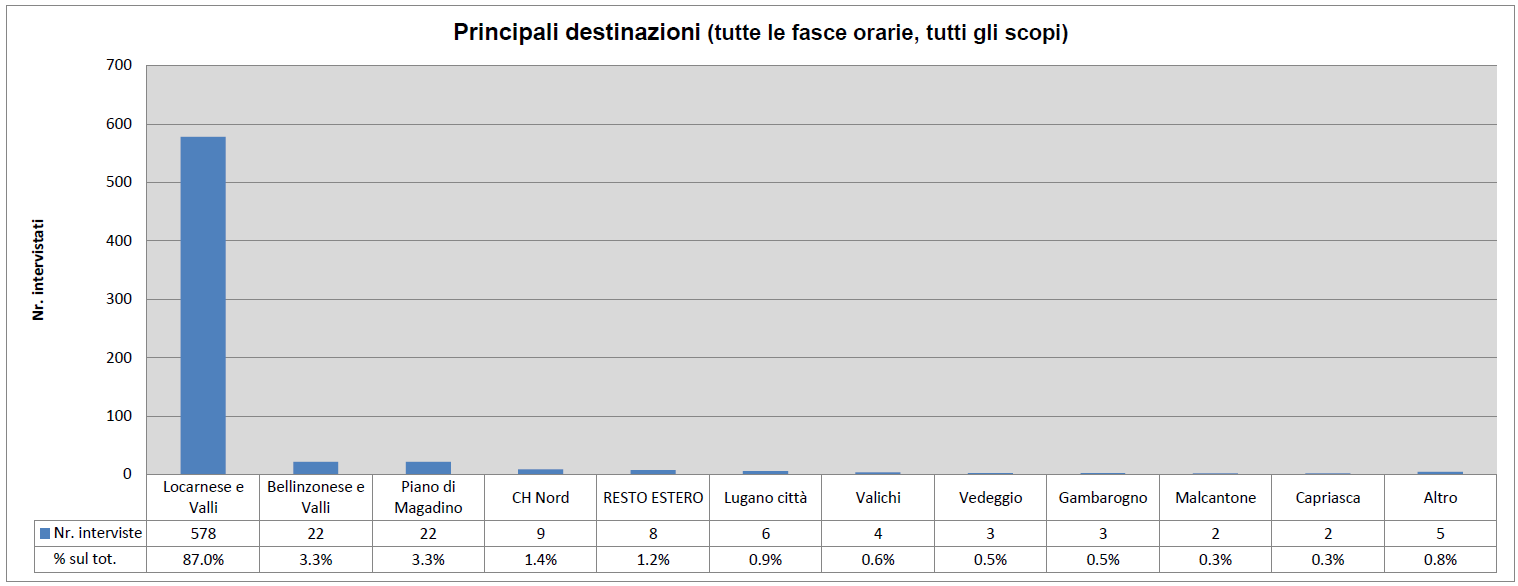 Principali destinazioni (tutte le fasce orarie, tutti gli scopi)
700
600
500
400
300
200
100
0
Nr. intervistati
Locarnese e Valli
Bellinzonese e Valli
Piano di Magadino
CH Nord
RESTO ESTERO
Lugano città
Valichi
Vedeggio
Gambarogno
Malcantone
Capriasca
Altro
Nr. interviste 578 22 22 9 8 6 4 3 3 2 2 5
% sul tot. 87.0% 3.3% 3.3% 1.4% 1.2% 0.9% 0.6% 0.5% 0.5% 0.3% 0.3% 0.8%